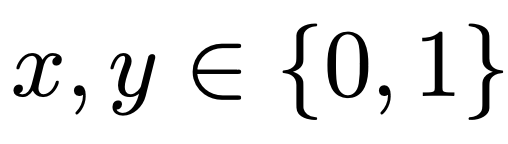 x, y ∈ {0, 1}